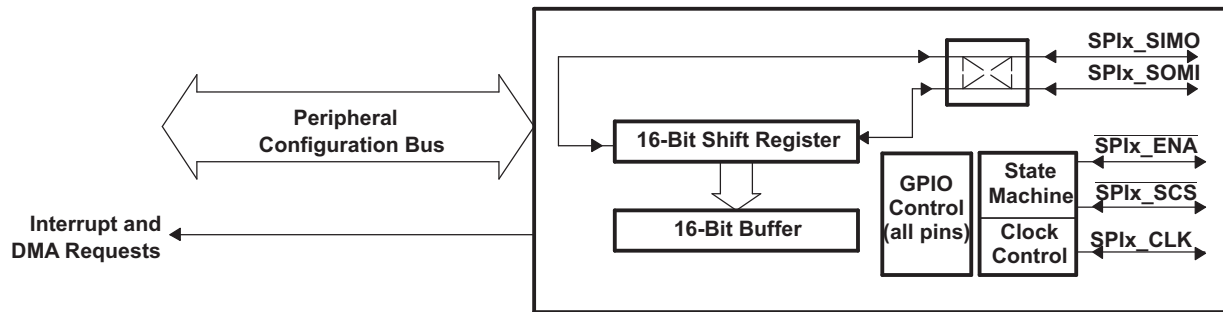 SPIx_SIMO
SPIx_SOMI
Peripheral
Configuration Bus
16-Bit Shift Register
16-Bit Buffer
GPIO
Control
(all pins)
State
Machine
Clock
Control
SPIx_ENA
SPIx_SCS
SPIx_CLK
Interrupt and
DMA Requests